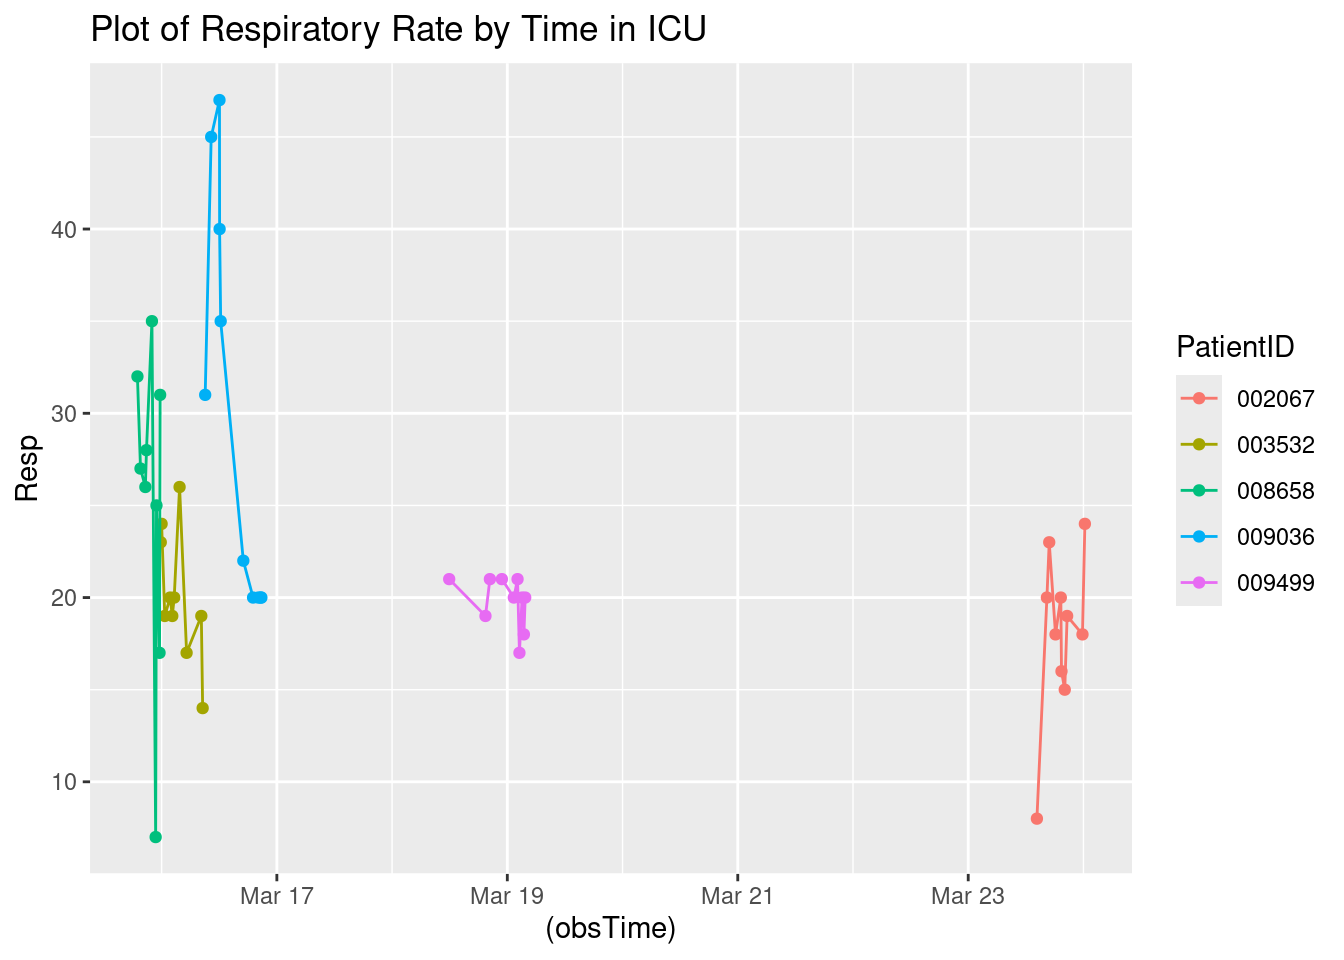 Plot of Respiratory Rate by Time in ICU
40
30
20
10
Resp
Mar 17
Mar 19
Mar 21
Mar 23
(obsTime)
PatientID
002067
003532
008658
009036
009499